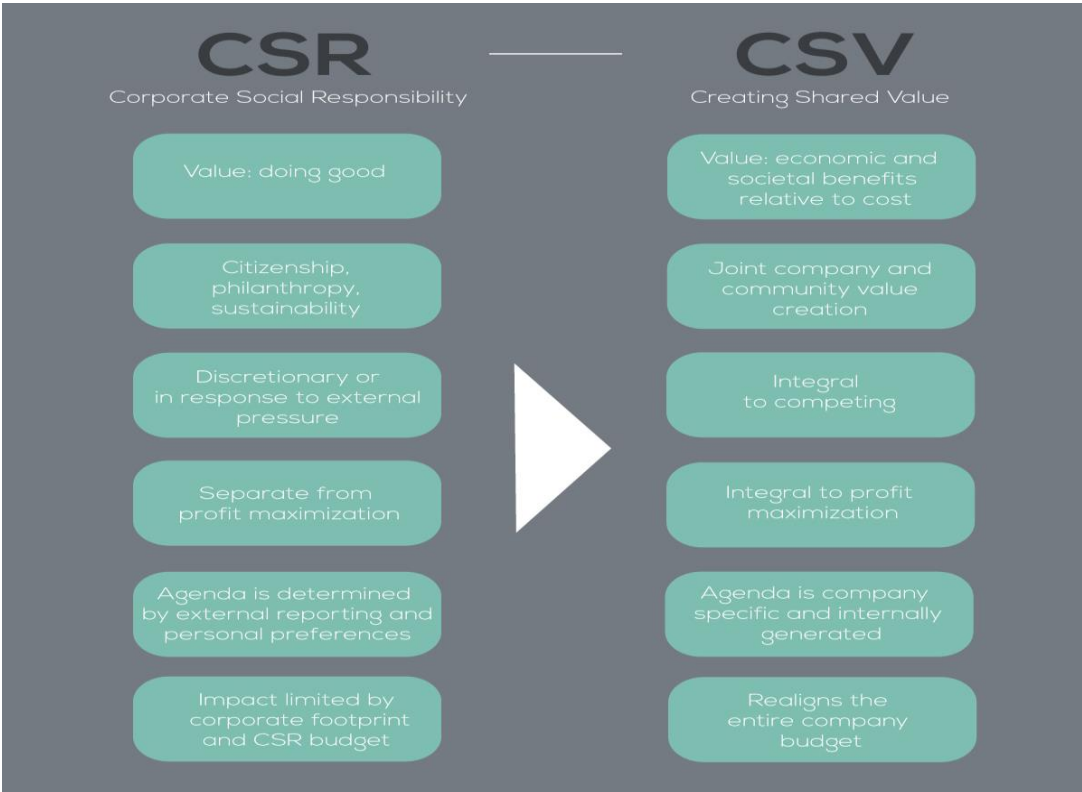 CSR
Corporate Social Responsibility
Value: doing good
Citizenship,
philanthropy,
sustainability
Discretionary or
in response to external
pressure
Separate from
profit maximization
Agenda is determined
by external reporting and
personal preferences
Impact limited by
corporate footprint
and CSR budget
CSV
Creating Shared Value
Value: economic and
societal benefits
relative to cost
Joint company and
community value
creation
Integral
to competing
Integral to profit
maximization
Agenda is company
specific and internally
generated
Realigns the
entire company
budget